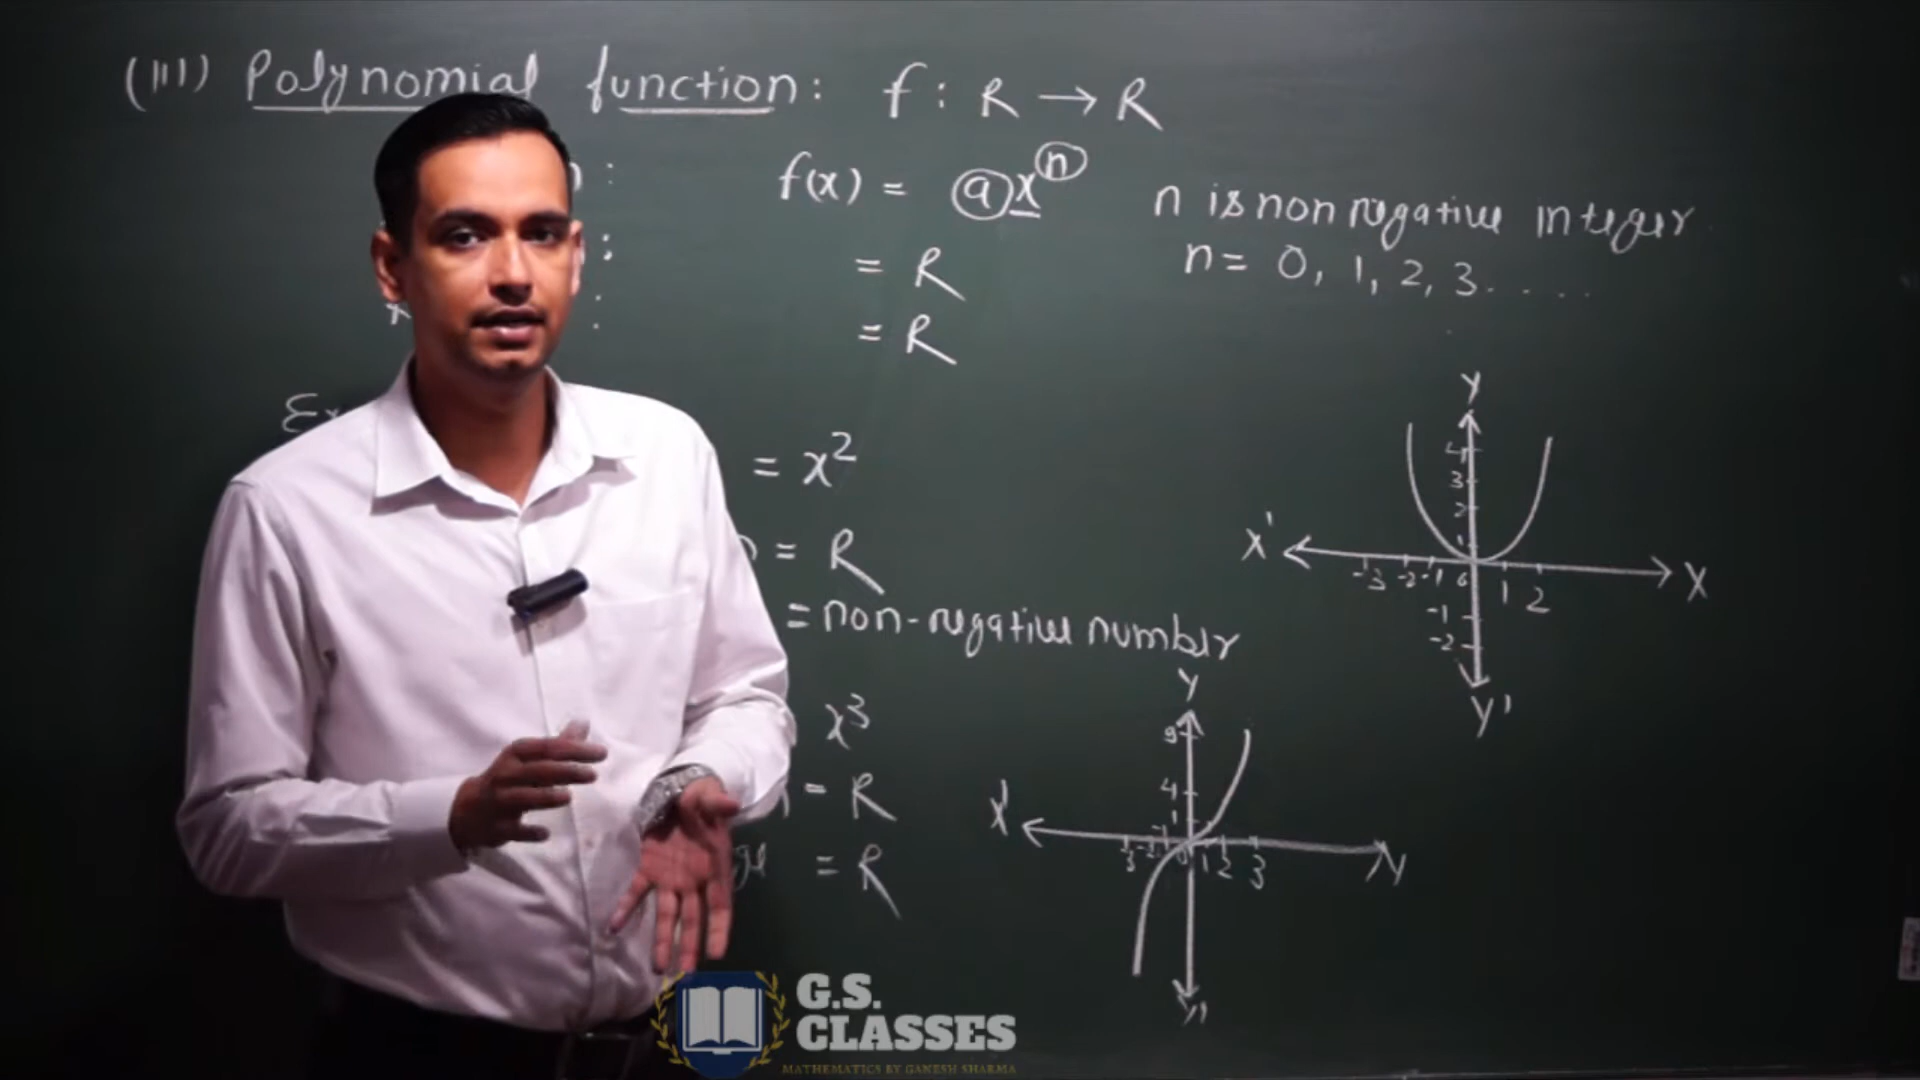 (III) Polynomial function: f : R → R
f(x) = ax^n n is non negative integer
: = R n = 0, 1, 2, 3 . . . .
: = R
= x²
= R
= non-negative number
x³
= R
= R
Y
4
3
2
1
X' -3 -2 -1 0 1 2 X
-1
-2
Y'
Y
9
4
1
X' 3 -2 -1 0 1 2 3
Y'
G.S.
CLASSES
MATHEMATICS BY GANESH SHARMA